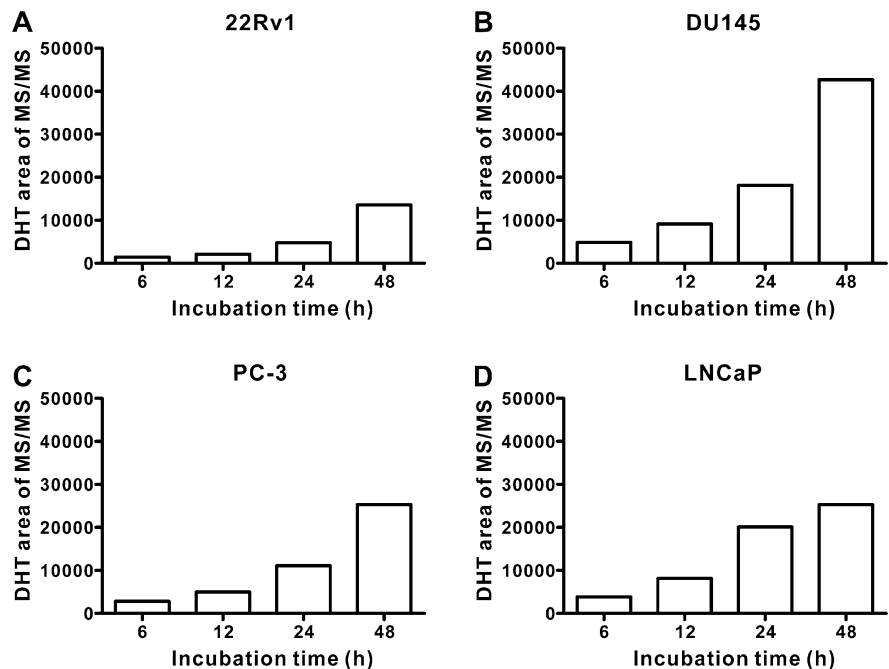 A
22Rv1
DHT area of MS/MS
50000
40000
30000
20000
10000
0
6 12 24 48
Incubation time (h)
B
DU145
DHT area of MS/MS
50000
40000
30000
20000
10000
0
6 12 24 48
Incubation time (h)
C
PC-3
DHT area of MS/MS
50000
40000
30000
20000
10000
0
6 12 24 48
Incubation time (h)
D
LNCaP
DHT area of MS/MS
50000
40000
30000
20000
10000
0
6 12 24 48
Incubation time (h)